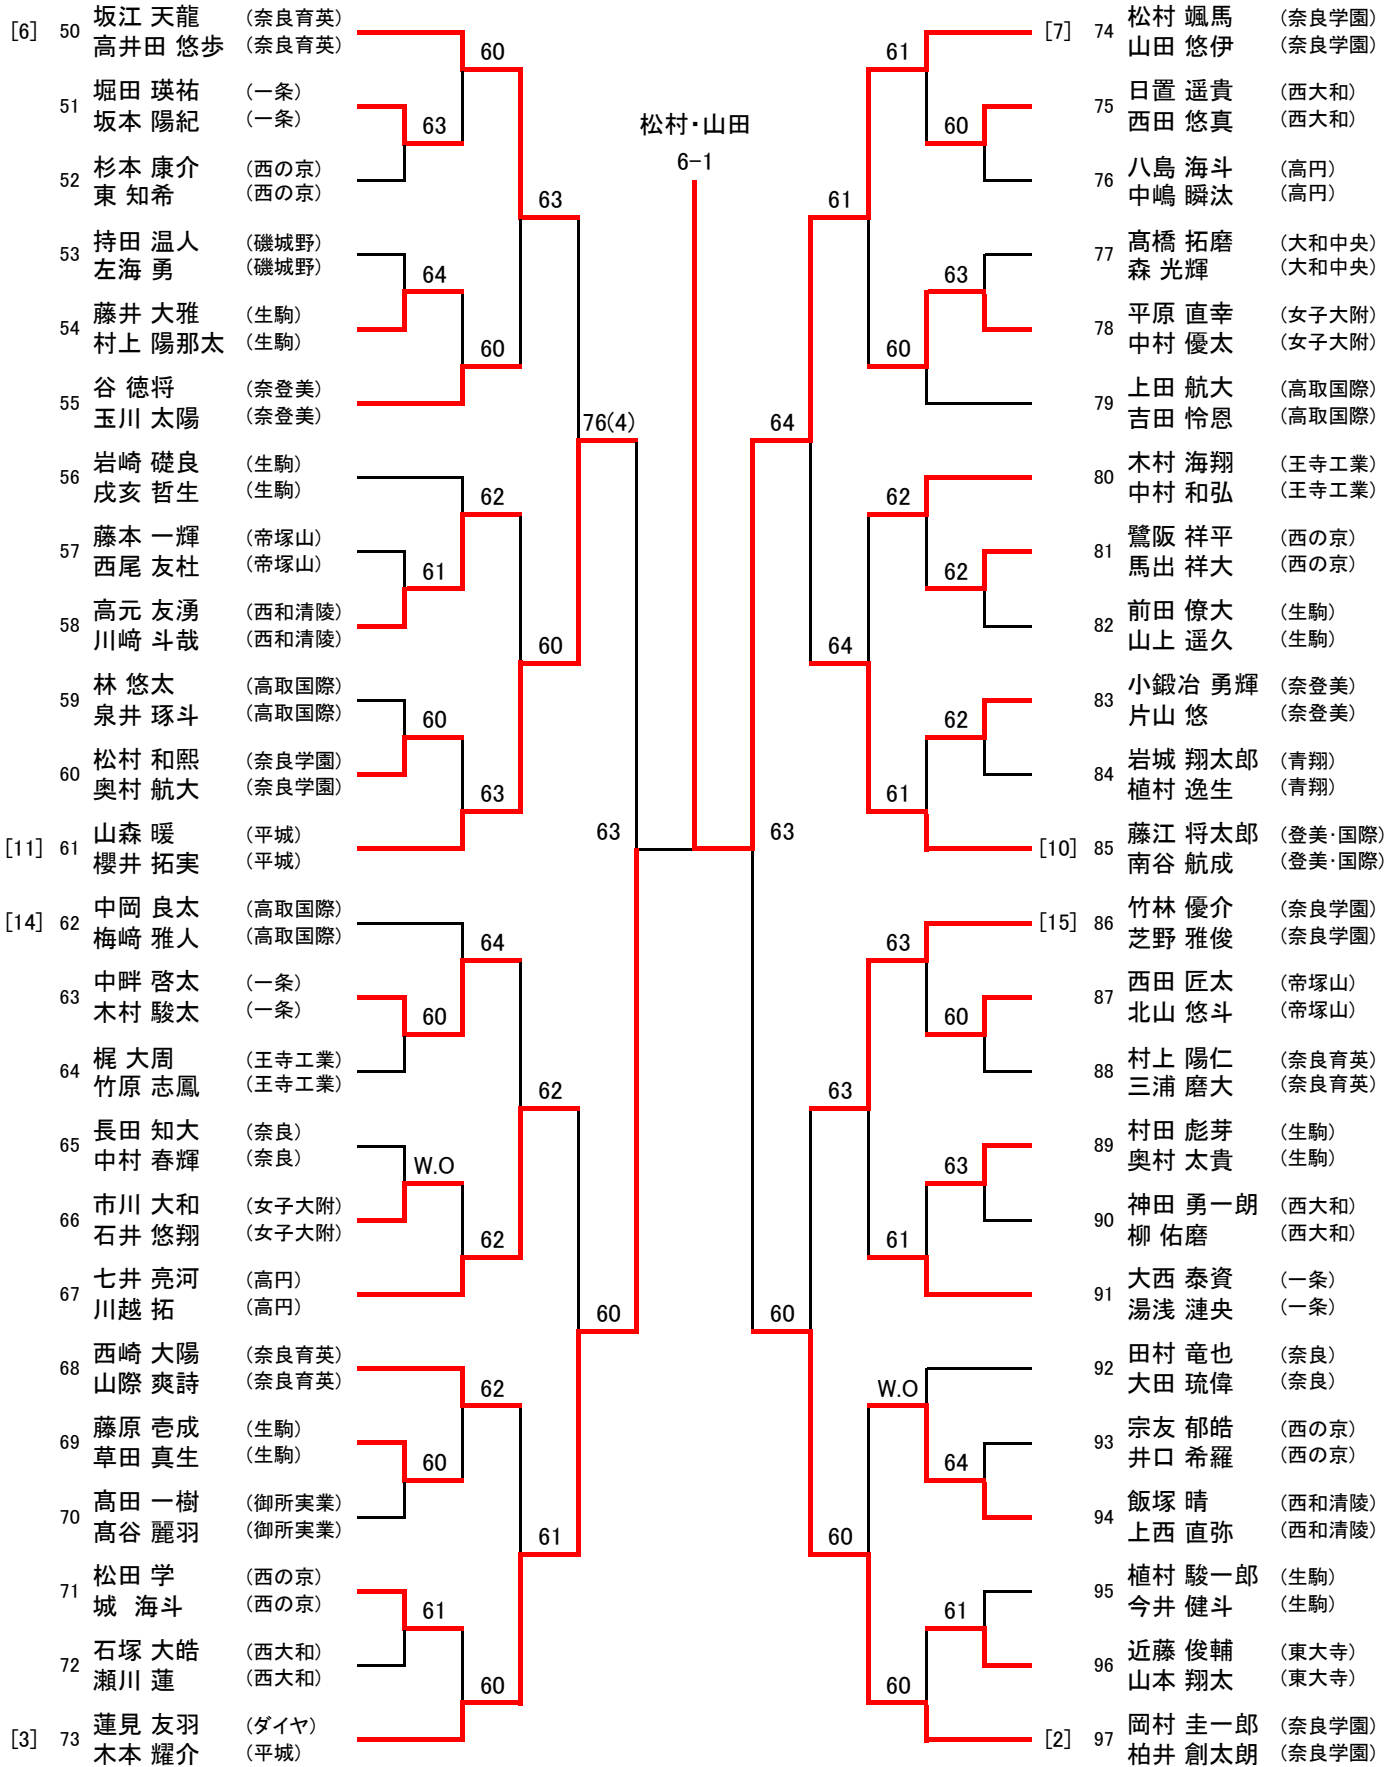 [6] 50 坂江 天龍 (奈良育英)
高井田 悠歩 (奈良育英)
51 堀田 瑛祐 (一条)
坂本 陽紀 (一条)
52 杉本 康介 (西の京)
東 知希 (西の京)
53 持田 温人 (磯城野)
左海 勇 (磯城野)
54 藤井 大雅 (生駒)
村上 陽那太 (生駒)
55 谷 徳将 (奈登美)
玉川 太陽 (奈登美)
56 岩崎 礎良 (生駒)
戌亥 哲生 (生駒)
57 藤本 一輝 (帝塚山)
西尾 友杜 (帝塚山)
58 高元 友湧 (西和清陵)
川﨑 斗哉 (西和清陵)
59 林 悠太 (高取国際)
泉井 琢斗 (高取国際)
60 松村 和熙 (奈良学園)
奥村 航大 (奈良学園)
[11] 61 山森 暖 (平城)
櫻井 拓実 (平城)
[14] 62 中岡 良太 (高取国際)
梅﨑 雅人 (高取国際)
63 中畔 啓太 (一条)
木村 駿太 (一条)
64 梶 大周 (王寺工業)
竹原 志鳳 (王寺工業)
65 長田 知大 (奈良)
中村 春輝 (奈良)
66 市川 大和 (女子大附)
石井 悠翔 (女子大附)
67 七井 亮河 (高円)
川越 拓 (高円)
68 西崎 大陽 (奈良育英)
山際 爽詩 (奈良育英)
69 藤原 壱成 (生駒)
草田 真生 (生駒)
70 髙田 一樹 (御所実業)
髙谷 麗羽 (御所実業)
71 松田 学 (西の京)
城 海斗 (西の京)
72 石塚 大皓 (西大和)
瀬川 蓮 (西大和)
[3] 73 蓮見 友羽 (ダイヤ)
木本 耀介 (平城)
60
63
63
64
60
76(4)
62
61
60
60
63
63
64
60
62
W.O
62
60
62
60
61
61
60
松村・山田
6-1
61
60
61
63
60
64
62
62
64
62
61
63
63
60
63
63
61
60
W.O
64
60
61
60
[7] 74 松村 颯馬 (奈良学園)
山田 悠伊 (奈良学園)
75 日置 遥貴 (西大和)
西田 悠真 (西大和)
76 八島 海斗 (高円)
中嶋 瞬汰 (高円)
77 髙橋 拓磨 (大和中央)
森 光輝 (大和中央)
78 平原 直幸 (女子大附)
中村 優太 (女子大附)
79 上田 航大 (高取国際)
吉田 怜恩 (高取国際)
80 木村 海翔 (王寺工業)
中村 和弘 (王寺工業)
81 鷺阪 祥平 (西の京)
馬出 祥大 (西の京)
82 前田 僚大 (生駒)
山上 遥久 (生駒)
83 小鍛冶 勇輝 (奈登美)
片山 悠 (奈登美)
84 岩城 翔太郎 (青翔)
植村 逸生 (青翔)
[10] 85 藤江 将太郎 (登美・国際)
南谷 航成 (登美・国際)
[15] 86 竹林 優介 (奈良学園)
芝野 雅俊 (奈良学園)
87 西田 匠太 (帝塚山)
北山 悠斗 (帝塚山)
88 村上 陽仁 (奈良育英)
三浦 磨大 (奈良育英)
89 村田 彪芽 (生駒)
奥村 太貴 (生駒)
90 神田 勇一朗 (西大和)
柳 佑磨 (西大和)
91 大西 泰資 (一条)
湯浅 漣央 (一条)
92 田村 竜也 (奈良)
大田 琉偉 (奈良)
93 宗友 郁皓 (西の京)
井口 希羅 (西の京)
94 飯塚 晴 (西和清陵)
上西 直弥 (西和清陵)
95 植村 駿一郎 (生駒)
今井 健斗 (生駒)
96 近藤 俊輔 (東大寺)
山本 翔太 (東大寺)
[2] 97 岡村 圭一郎 (奈良学園)
柏井 創太朗 (奈良学園)